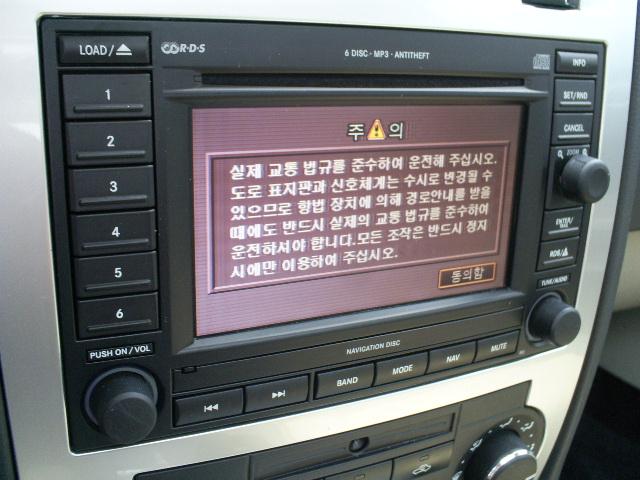 LOAD/
R·D·S
6 DISC · MP3 · ANTITHEFT
INFO
1
2
3
4
5
6
SET/RND
CANCEL
ZOOM
주 의
실제 교통 법규를 준수하여 운전해 주십시오.
도로 표지판과 신호체계는 수시로 변경될 수
있으므로 항법 장치에 의해 경로안내를 받을
때에도 반드시 실제의 교통 법규를 준수하여
운전하셔야 합니다.모든 조작은 반드시 정지
시에만 이용하여 주십시오.
동의함
ENTER/
RDS/
TUNE/AUDIO
PUSH ON/VOL
NAVIGATION DISC
BAND
MODE
NAV
MUTE